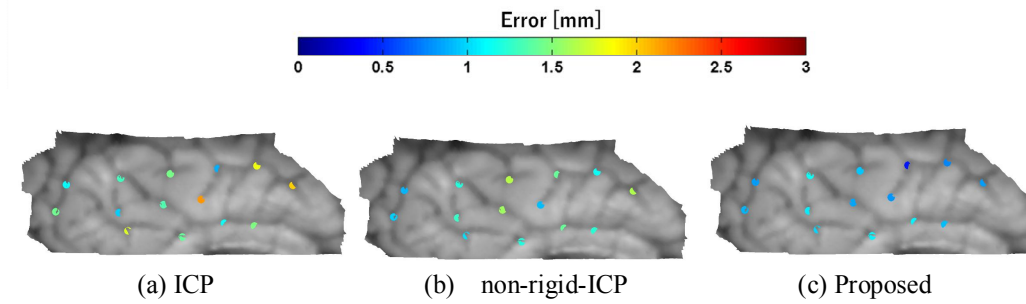 Error [mm]
0 0.5 1 1.5 2 2.5 3
(a) ICP (b) non-rigid-ICP (c) Proposed